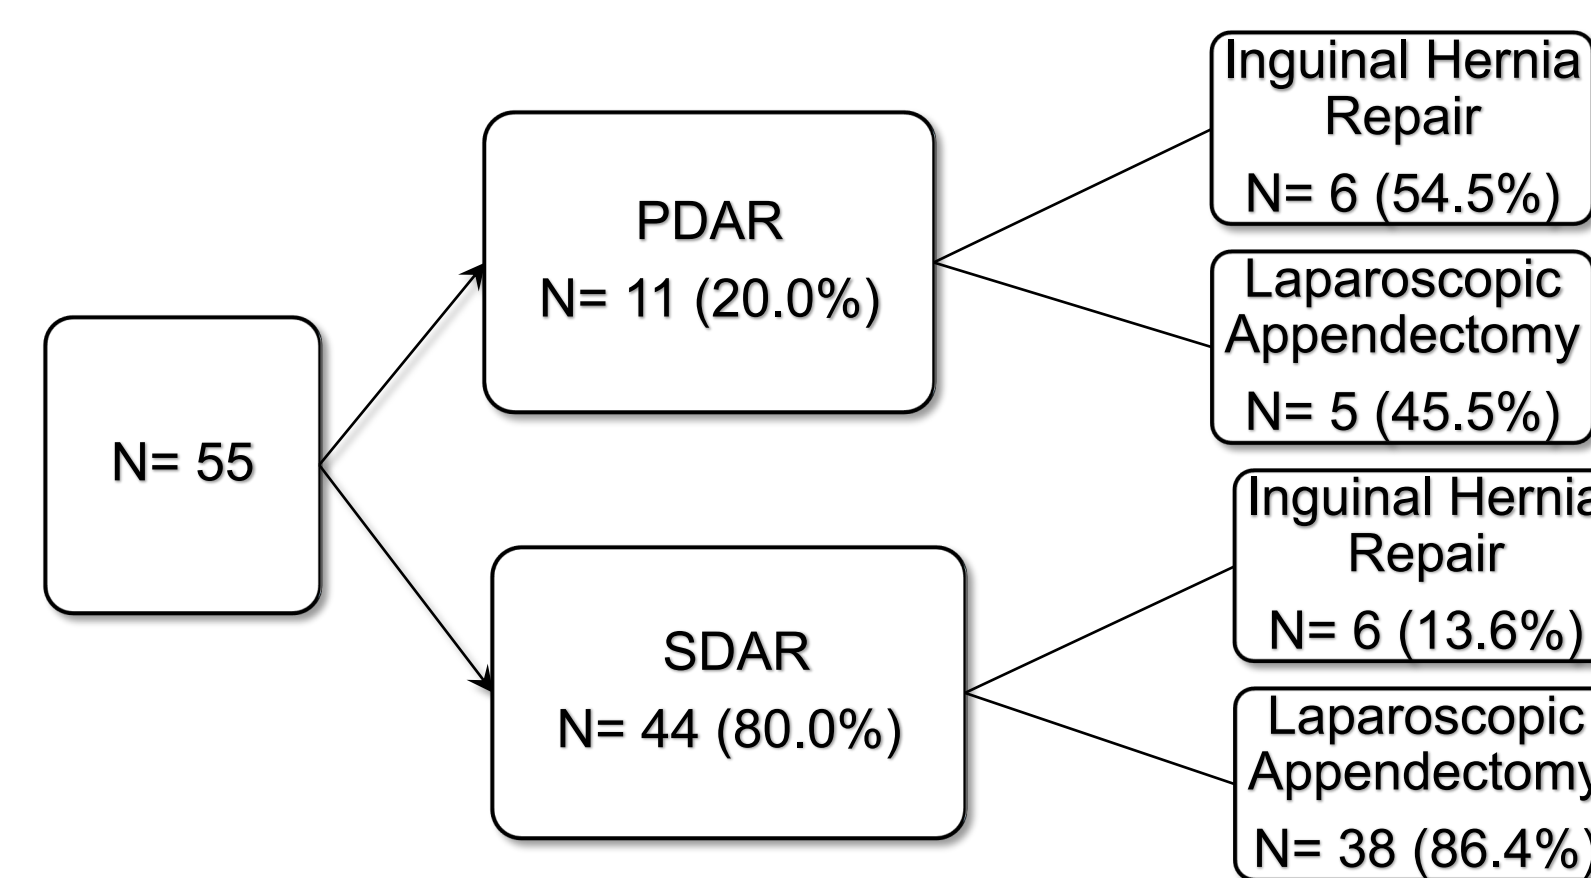 N= 55
PDAR
N= 11 (20.0%)
SDAR
N= 44 (80.0%)
Inguinal Hernia
Repair
N= 6 (54.5%)
Laparoscopic
Appendectomy
N= 5 (45.5%)
Inguinal Hernia
Repair
N= 6 (13.6%)
Laparoscopic
Appendectomy
N= 38 (86.4%)